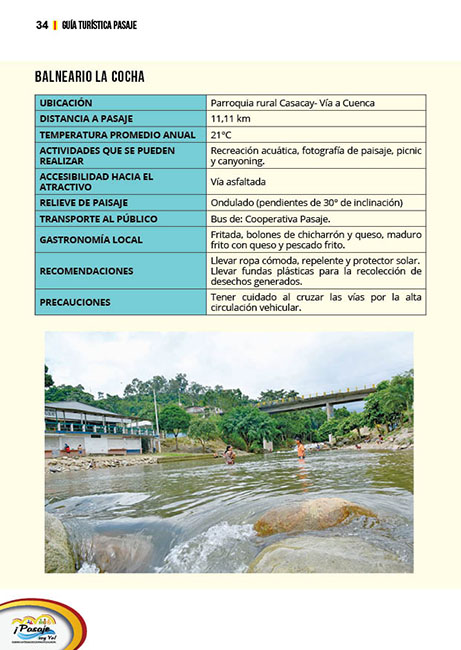 34 | GUÍA TURÍSTICA PASAJE
BALNEARIO LA COCHA
UBICACIÓN
Parroquia rural Casacay- Vía a Cuenca
DISTANCIA A PASAJE
11,11 km
TEMPERATURA PROMEDIO ANUAL
21°C
ACTIVIDADES QUE SE PUEDEN
REALIZAR
Recreación acuática, fotografía de paisaje, picnic
y canyoning.
ACCESIBILIDAD HACIA EL
ATRACTIVO
Vía asfaltada
RELIEVE DE PAISAJE
Ondulado (pendientes de 30° de inclinación)
TRANSPORTE AL PÚBLICO
Bus de: Cooperativa Pasaje.
GASTRONOMÍA LOCAL
Fritada, bolones de chicharrón y queso, maduro
frito con queso y pescado frito.
RECOMENDACIONES
Llevar ropa cómoda, repelente y protector solar.
Llevar fundas plásticas para la recolección de
desechos generados.
PRECAUCIONES
Tener cuidado al cruzar las vías por la alta
circulación vehicular.
¡Pasaje
soy Yo!